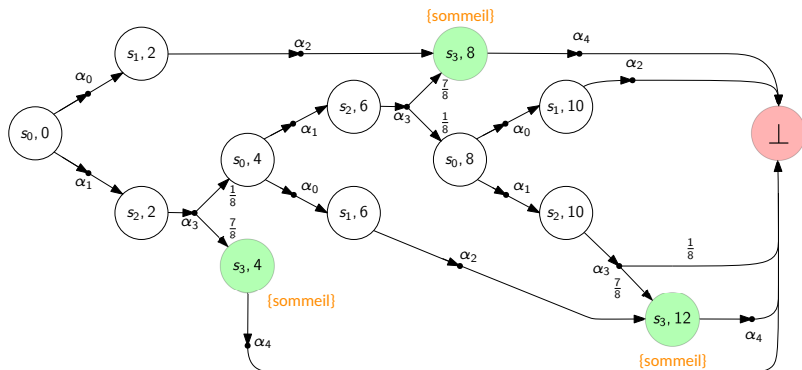 {sommeil}
s₁, 2
α₂
s₃, 8
α₄
α₂
α₀
7/8
s₂, 6
s₁, 10
α₃
1/8
α₀
s₀, 0
α₁
⊥
s₀, 4
s₀, 8
α₁
α₀
α₁
1/8
s₂, 2
α₃
s₁, 6
s₂, 10
7/8
α₂
1/8
s₃, 4
α₃
7/8
{sommeil}
s₃, 12
α₄
α₄
{sommeil}